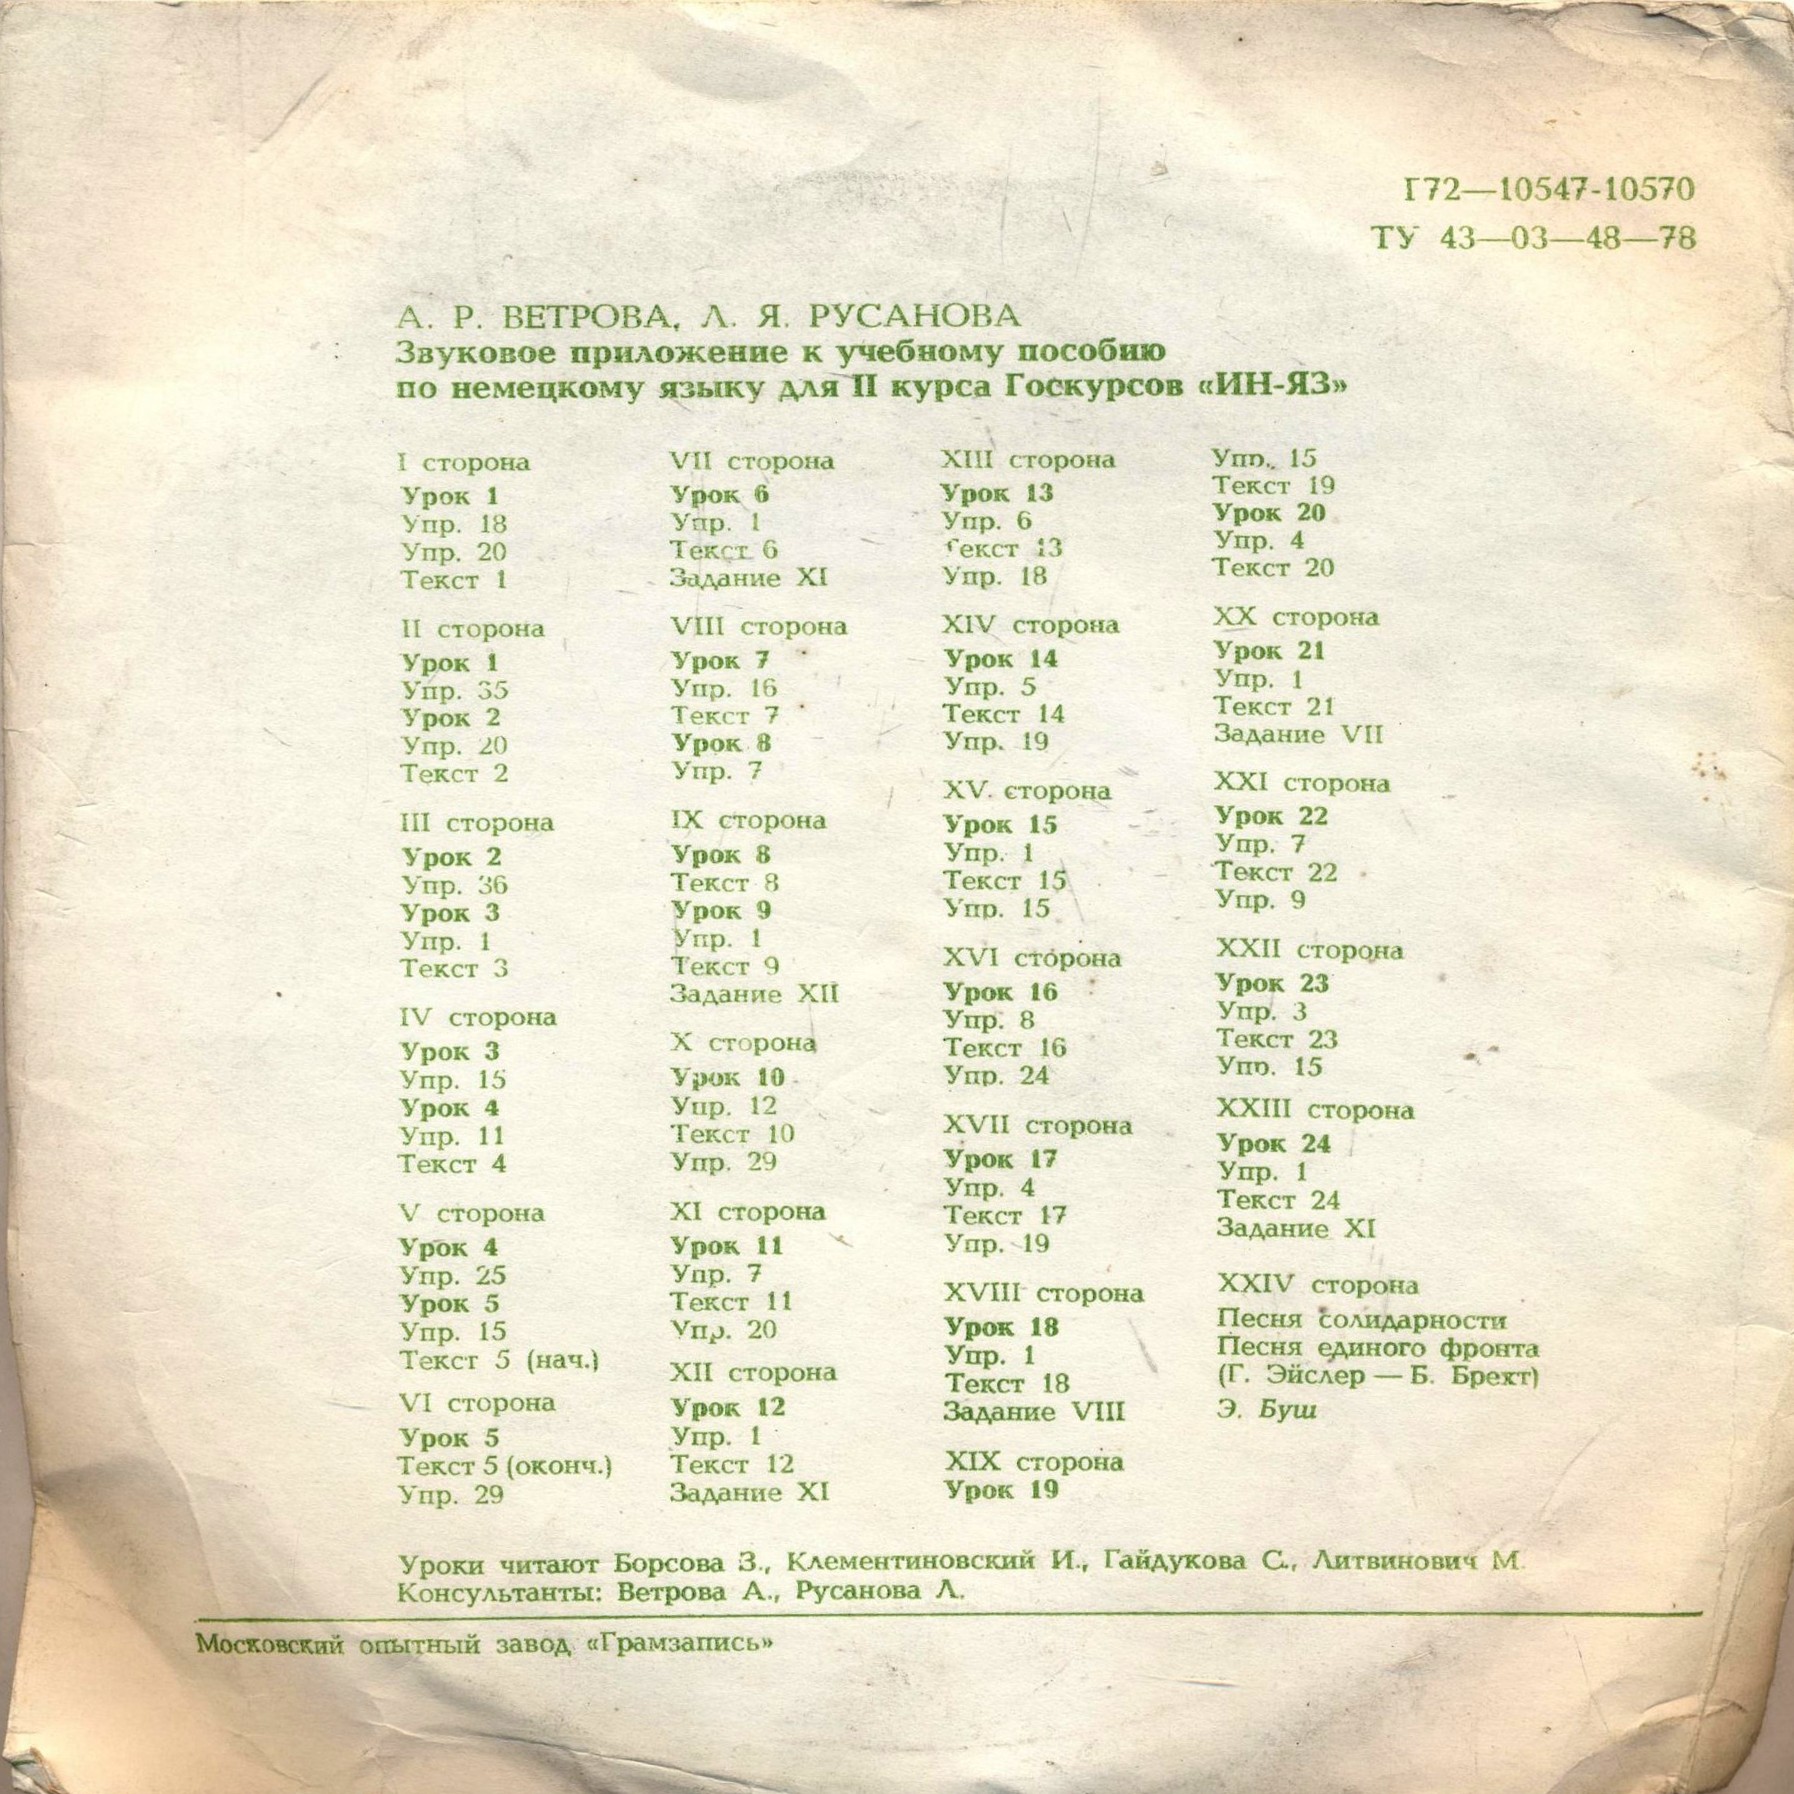 Г72—10547-10570
ТУ 43—03—48—78
А. Р. ВЕТРОВА, Л. Я. РУСАНОВА
Звуковое приложение к учебному пособию
по немецкому языку для II курса Госкурсов «ИН-ЯЗ»
I сторона
Урок 1
Упр. 18
Упр. 20
Текст 1
II сторона
Урок 1
Упр. 35
Урок 2
Упр. 20
Текст 2
III сторона
Урок 2
Упр. 36
Урок 3
Упр. 1
Текст 3
IV сторона
Урок 3
Упр. 15
Урок 4
Упр. 11
Текст 4
V сторона
Урок 4
Упр. 25
Урок 5
Упр. 15
Текст 5 (нач.)
VI сторона
Урок 5
Текст 5 (оконч.)
Упр. 29
VII сторона
Урок 6
Упр. 1
Текст 6
Задание XI
VIII сторона
Урок 7
Упр. 16
Текст 7
Урок 8
Упр. 7
IX сторона
Урок 8
Текст 8
Урок 9
Упр. 1
Текст 9
Задание XII
X сторона
Урок 10
Упр. 12
Текст 10
Упр. 29
XI сторона
Урок 11
Упр. 7
Текст 11
Упр. 20
XII сторона
Урок 12
Упр. 1
Текст 12
Задание XI
XIII сторона
Урок 13
Упр. 6
Текст 13
Упр. 18
XIV сторона
Урок 14
Упр. 5
Текст 14
Упр. 19
XV сторона
Урок 15
Упр. 1
Текст 15
Упр. 15
XVI сторона
Урок 16
Упр. 8
Текст 16
Упр. 24
XVII сторона
Урок 17
Упр. 4
Текст 17
Упр. 19
XVIII сторона
Урок 18
Упр. 1
Текст 18
Задание VIII
XIX сторона
Урок 19
Упр. 15
Текст 19
Урок 20
Упр. 4
Текст 20
XX сторона
Урок 21
Упр. 1
Текст 21
Задание VII
XXI сторона
Урок 22
Упр. 7
Текст 22
Упр. 9
XXII сторона
Урок 23
Упр. 3
Текст 23
Упр. 15
XXIII сторона
Урок 24
Упр. 1
Текст 24
Задание XI
XXIV сторона
Песня солидарности
Песня единого фронта
(Г. Эйслер — Б. Брехт)
Э. Буш
Уроки читают Борсова З., Клементиновский И., Гайдукова С., Литвинович М.
Консультанты: Ветрова А., Русанова Л.
Московский опытный завод «Грамзапись»